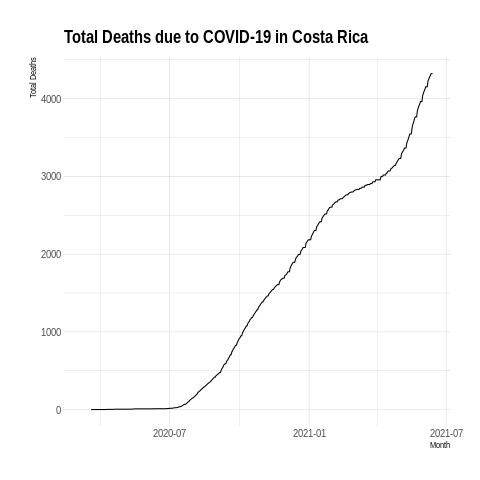 Total Deaths due to COVID-19 in Costa Rica
Total Deaths
4000
3000
2000
1000
0
2020-07
2021-01
2021-07
Month